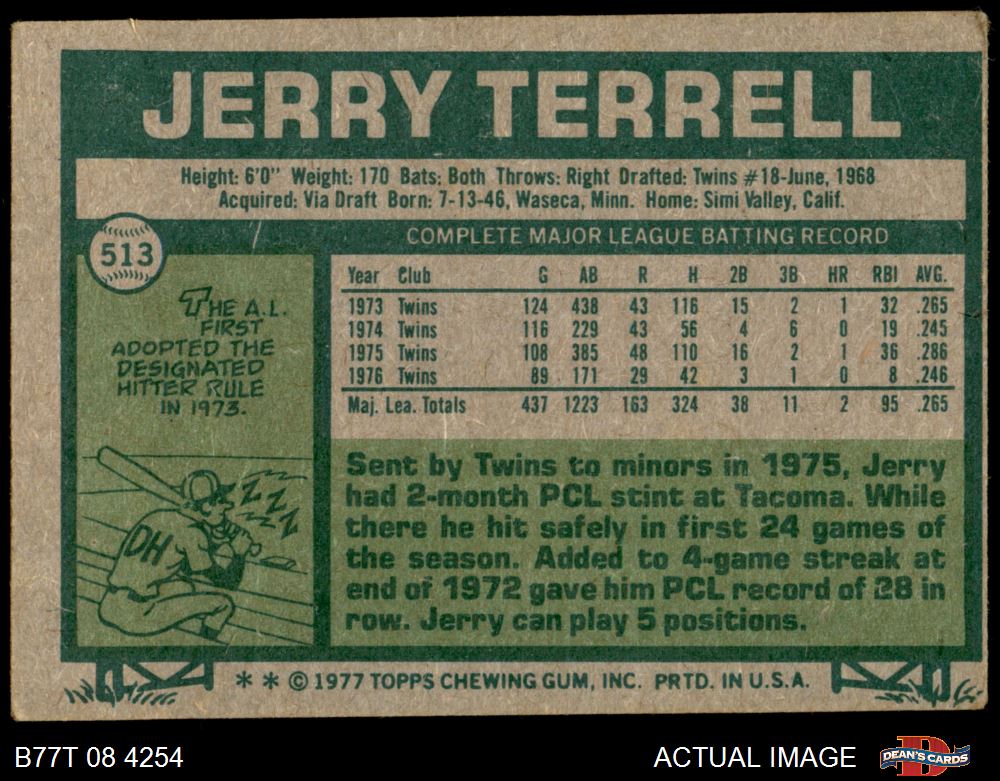 JERRY TERRELL
Height: 6'0" Weight: 170 Bats: Both Throws: Right Drafted: Twins #18-June, 1968
Acquired: Via Draft Born: 7-13-46, Waseca, Minn. Home: Simi Valley, Calif.
513
THE A.L.
FIRST
ADOPTED THE
DESIGNATED
HITTER RULE
IN 1973.
ZZZZZ
DH
COMPLETE MAJOR LEAGUE BATTING RECORD
Year Club G AB R H 2B 3B HR RBI AVG.
1973 Twins 124 438 43 116 15 2 1 32 .265
1974 Twins 116 229 43 56 4 6 0 19 .245
1975 Twins 108 385 48 110 16 2 1 36 .286
1976 Twins 89 171 29 42 3 1 0 8 .246
Maj. Lea. Totals 437 1223 163 324 38 11 2 95 .265
Sent by Twins to minors in 1975, Jerry
had 2-month PCL stint at Tacoma. While
there he hit safely in first 24 games of
the season. Added to 4-game streak at
end of 1972 gave him PCL record of 28 in
row. Jerry can play 5 positions.
* * © 1977 TOPPS CHEWING GUM, INC. PRTD. IN U.S.A.
B77T 08 4254
ACTUAL IMAGE
DEAN'S CARDS